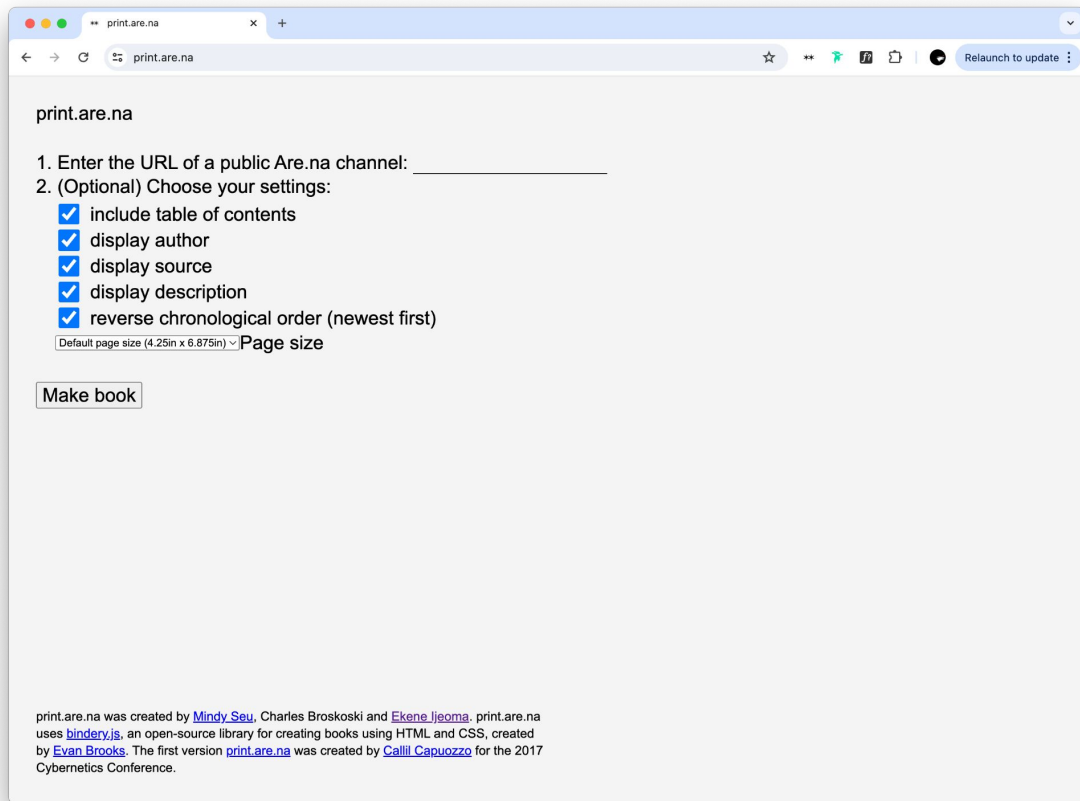 ** print.are.na
print.are.na
** f? Relaunch to update
print.are.na
1. Enter the URL of a public Are.na channel:
2. (Optional) Choose your settings:
include table of contents
display author
display source
display description
reverse chronological order (newest first)
Default page size (4.25in x 6.875in) Page size
Make book
print.are.na was created by Mindy Seu, Charles Broskoski and Ekene Ijeoma. print.are.na
uses bindery.js, an open-source library for creating books using HTML and CSS, created
by Evan Brooks. The first version print.are.na was created by Callil Capuozzo for the 2017
Cybernetics Conference.